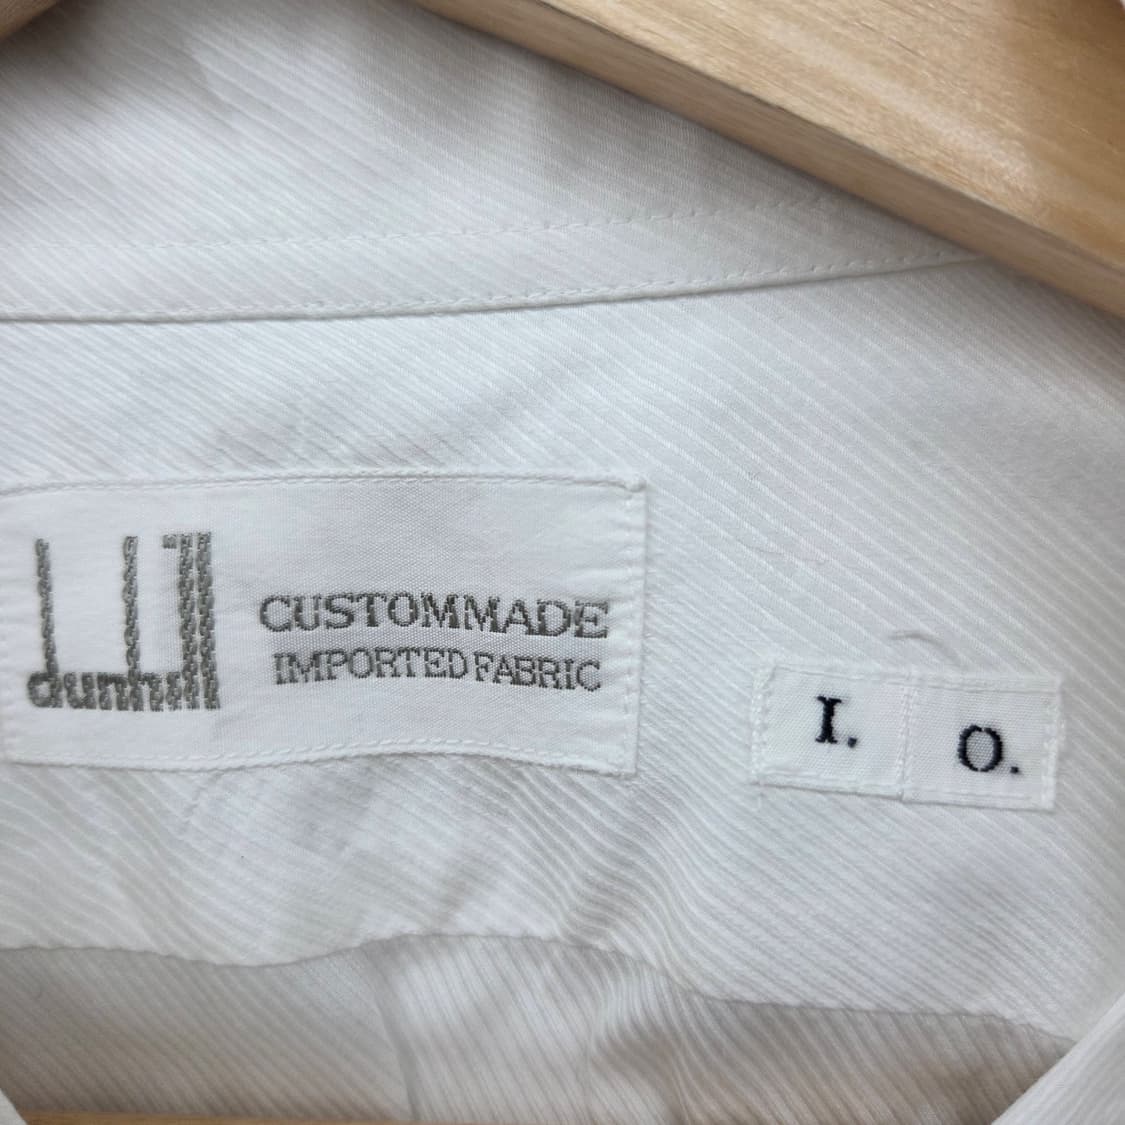 dunhill
CUSTOMMADE
IMPORTED FABRIC
I. O.